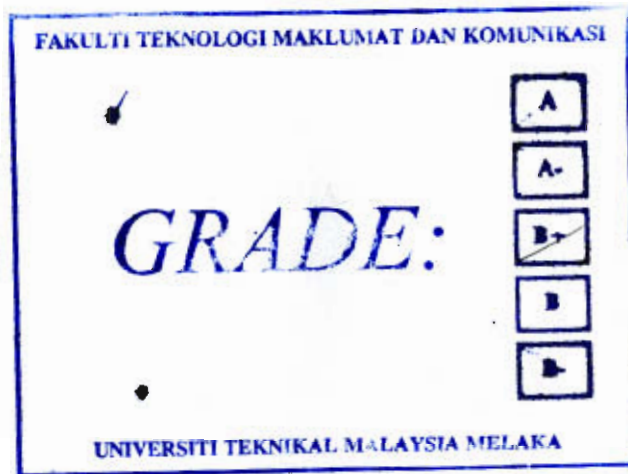 FAKULTI TEKNOLOGI MAKLUMAT DAN KOMUNIKASI
A
A-
GRADE:
B+
B
B-
UNIVERSITI TEKNIKAL MALAYSIA MELAKA